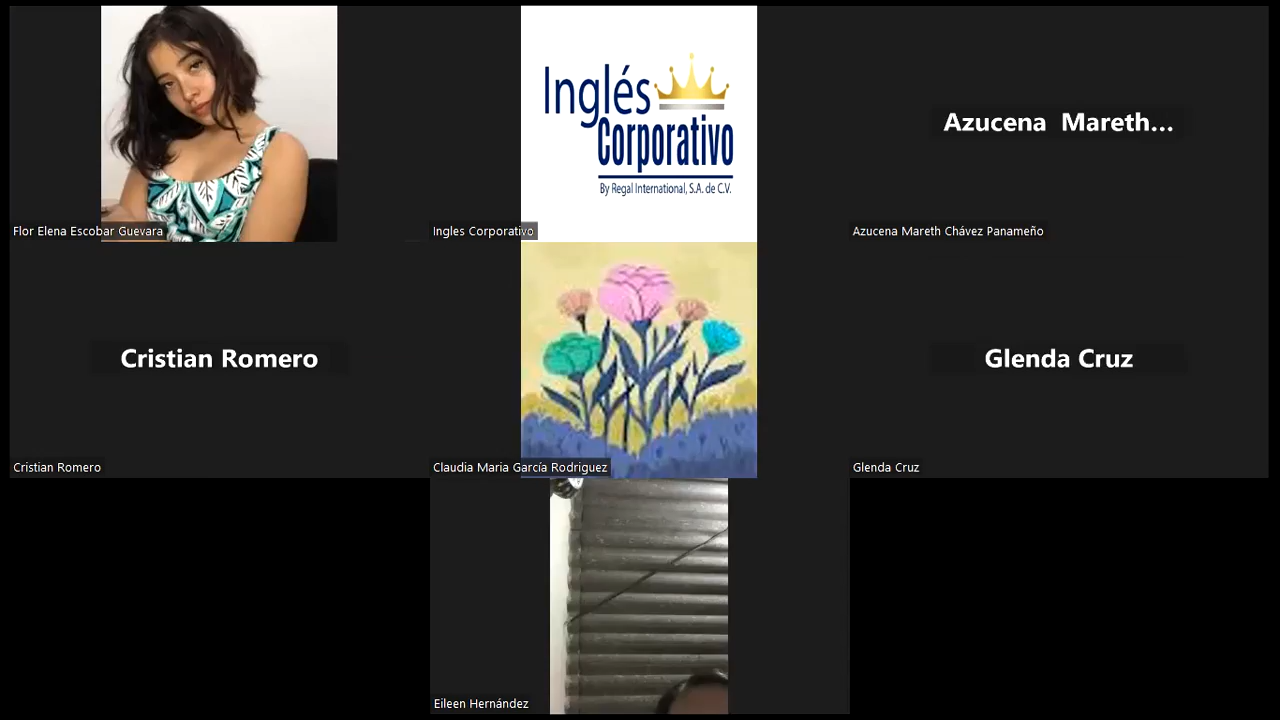 Inglés
Corporativo
By Regal International, S.A. de C.V.
Azucena Mareth...
Flor Elena Escobar Guevara
Ingles Corporativo
Azucena Mareth Chávez Panameño
Cristian Romero
Glenda Cruz
Cristian Romero
Claudia Maria García Rodriguez
Glenda Cruz
Eileen Hernández